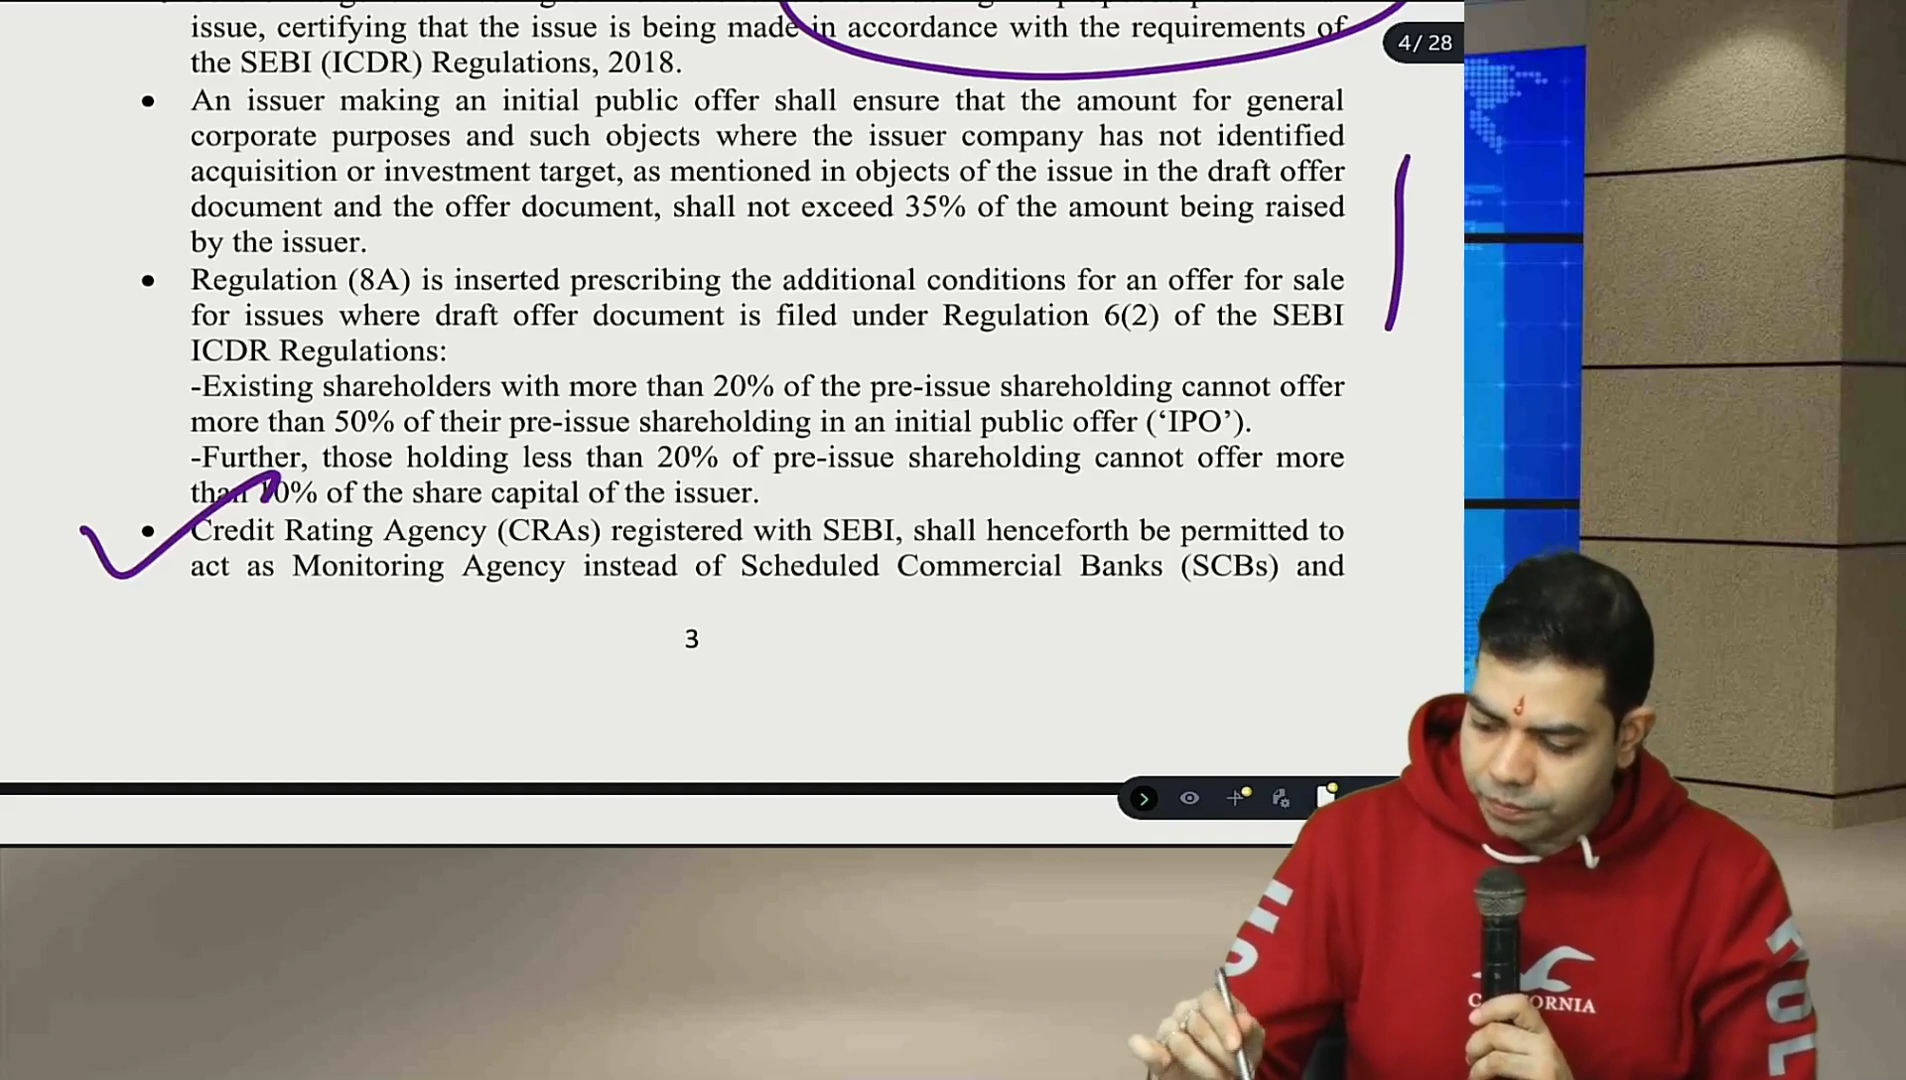 issue, certifying that the issue is being made in accordance with the requirements of
the SEBI (ICDR) Regulations, 2018.
4/ 28
• An issuer making an initial public offer shall ensure that the amount for general
corporate purposes and such objects where the issuer company has not identified
acquisition or investment target, as mentioned in objects of the issue in the draft offer
document and the offer document, shall not exceed 35% of the amount being raised
by the issuer.
• Regulation (8A) is inserted prescribing the additional conditions for an offer for sale
for issues where draft offer document is filed under Regulation 6(2) of the SEBI
ICDR Regulations:
-Existing shareholders with more than 20% of the pre-issue shareholding cannot offer
more than 50% of their pre-issue shareholding in an initial public offer (‘IPO’).
-Further, those holding less than 20% of pre-issue shareholding cannot offer more
than 10% of the share capital of the issuer.
• Credit Rating Agency (CRAs) registered with SEBI, shall henceforth be permitted to
act as Monitoring Agency instead of Scheduled Commercial Banks (SCBs) and
3